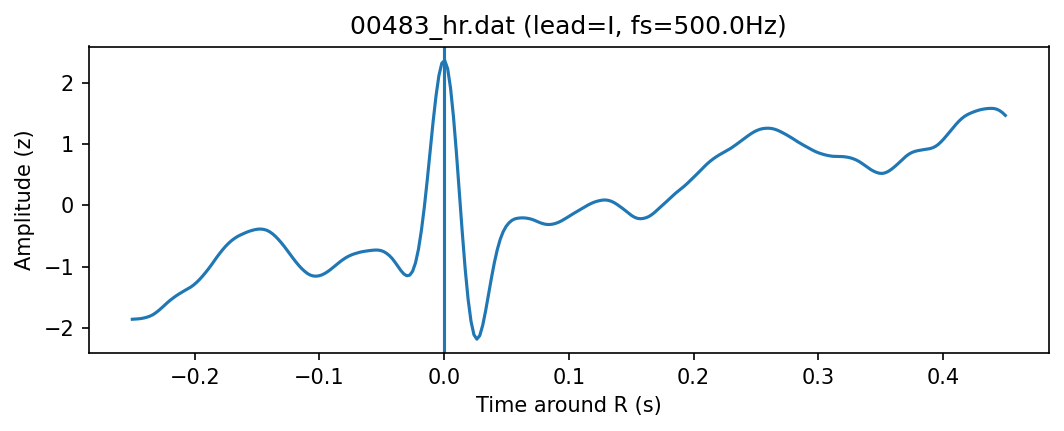 00483_hr.dat (lead=I, fs=500.0Hz)
Amplitude (z)
2
1
0
−1
−2
−0.2 −0.1 0.0 0.1 0.2 0.3 0.4
Time around R (s)